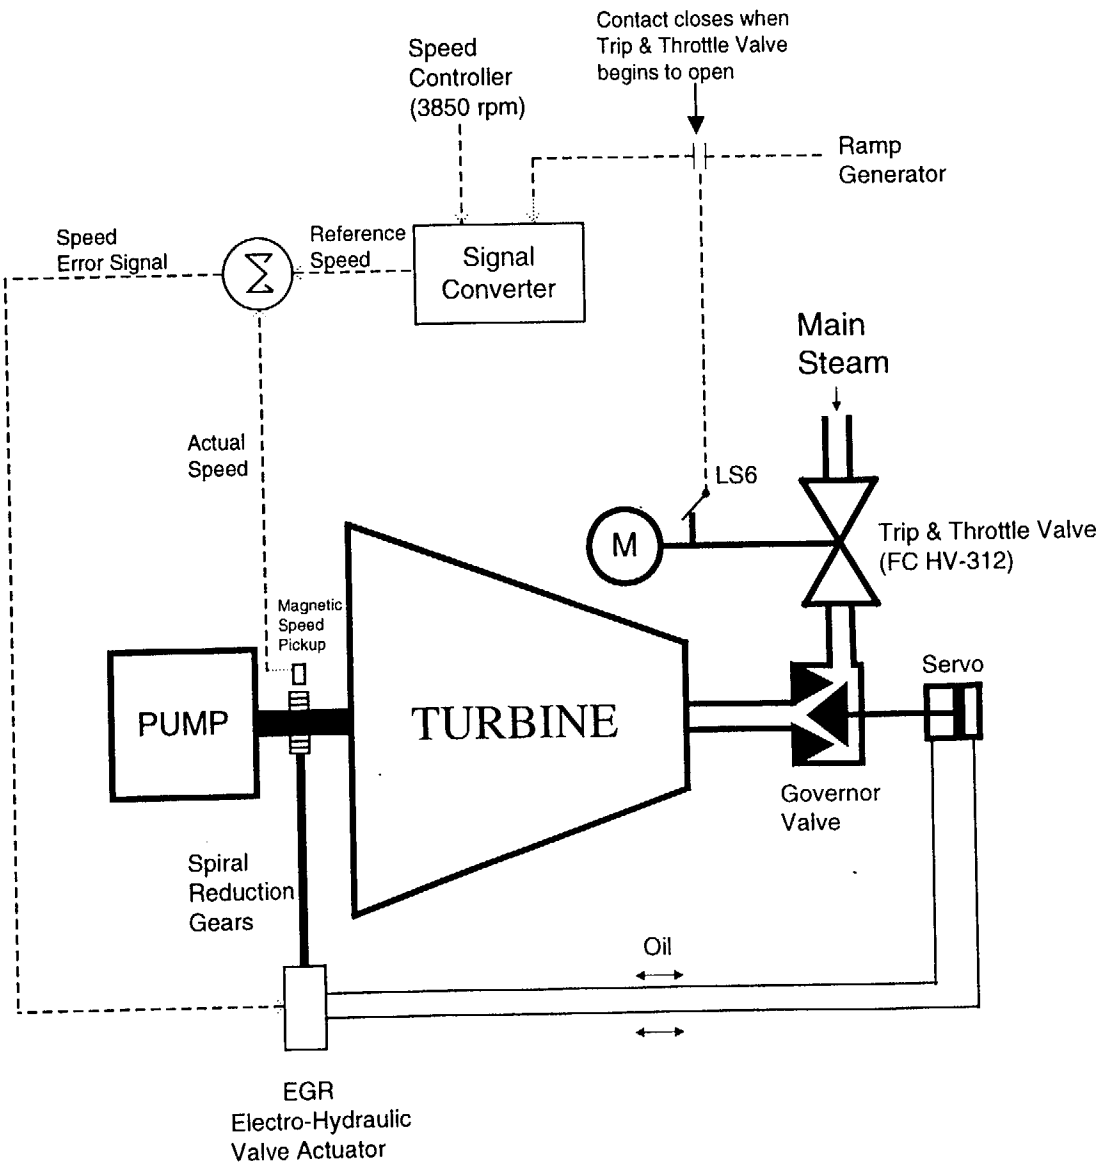 Contact closes when
Trip & Throttle Valve
begins to open
Speed
Controller
(3850 rpm)
Ramp
Generator
Speed
Error Signal
Σ
Reference
Speed
Signal
Converter
Main
Steam
Actual
Speed
LS6
M
Trip & Throttle Valve
(FC HV-312)
Magnetic
Speed
Pickup
Servo
PUMP
TURBINE
Governor
Valve
Spiral
Reduction
Gears
Oil
EGR
Electro-Hydraulic
Valve Actuator